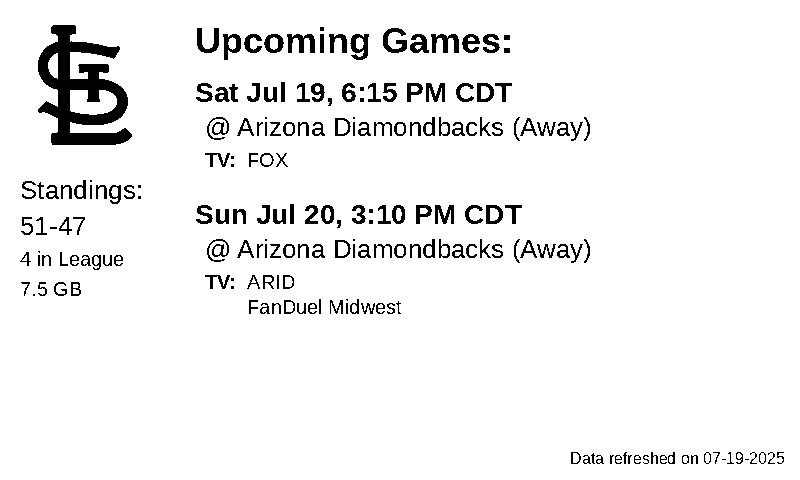 STL
Standings:
51-47
4 in League
7.5 GB
Upcoming Games:
Sat Jul 19, 6:15 PM CDT
@ Arizona Diamondbacks (Away)
TV: FOX
Sun Jul 20, 3:10 PM CDT
@ Arizona Diamondbacks (Away)
TV: ARID
FanDuel Midwest
Data refreshed on 07-19-2025